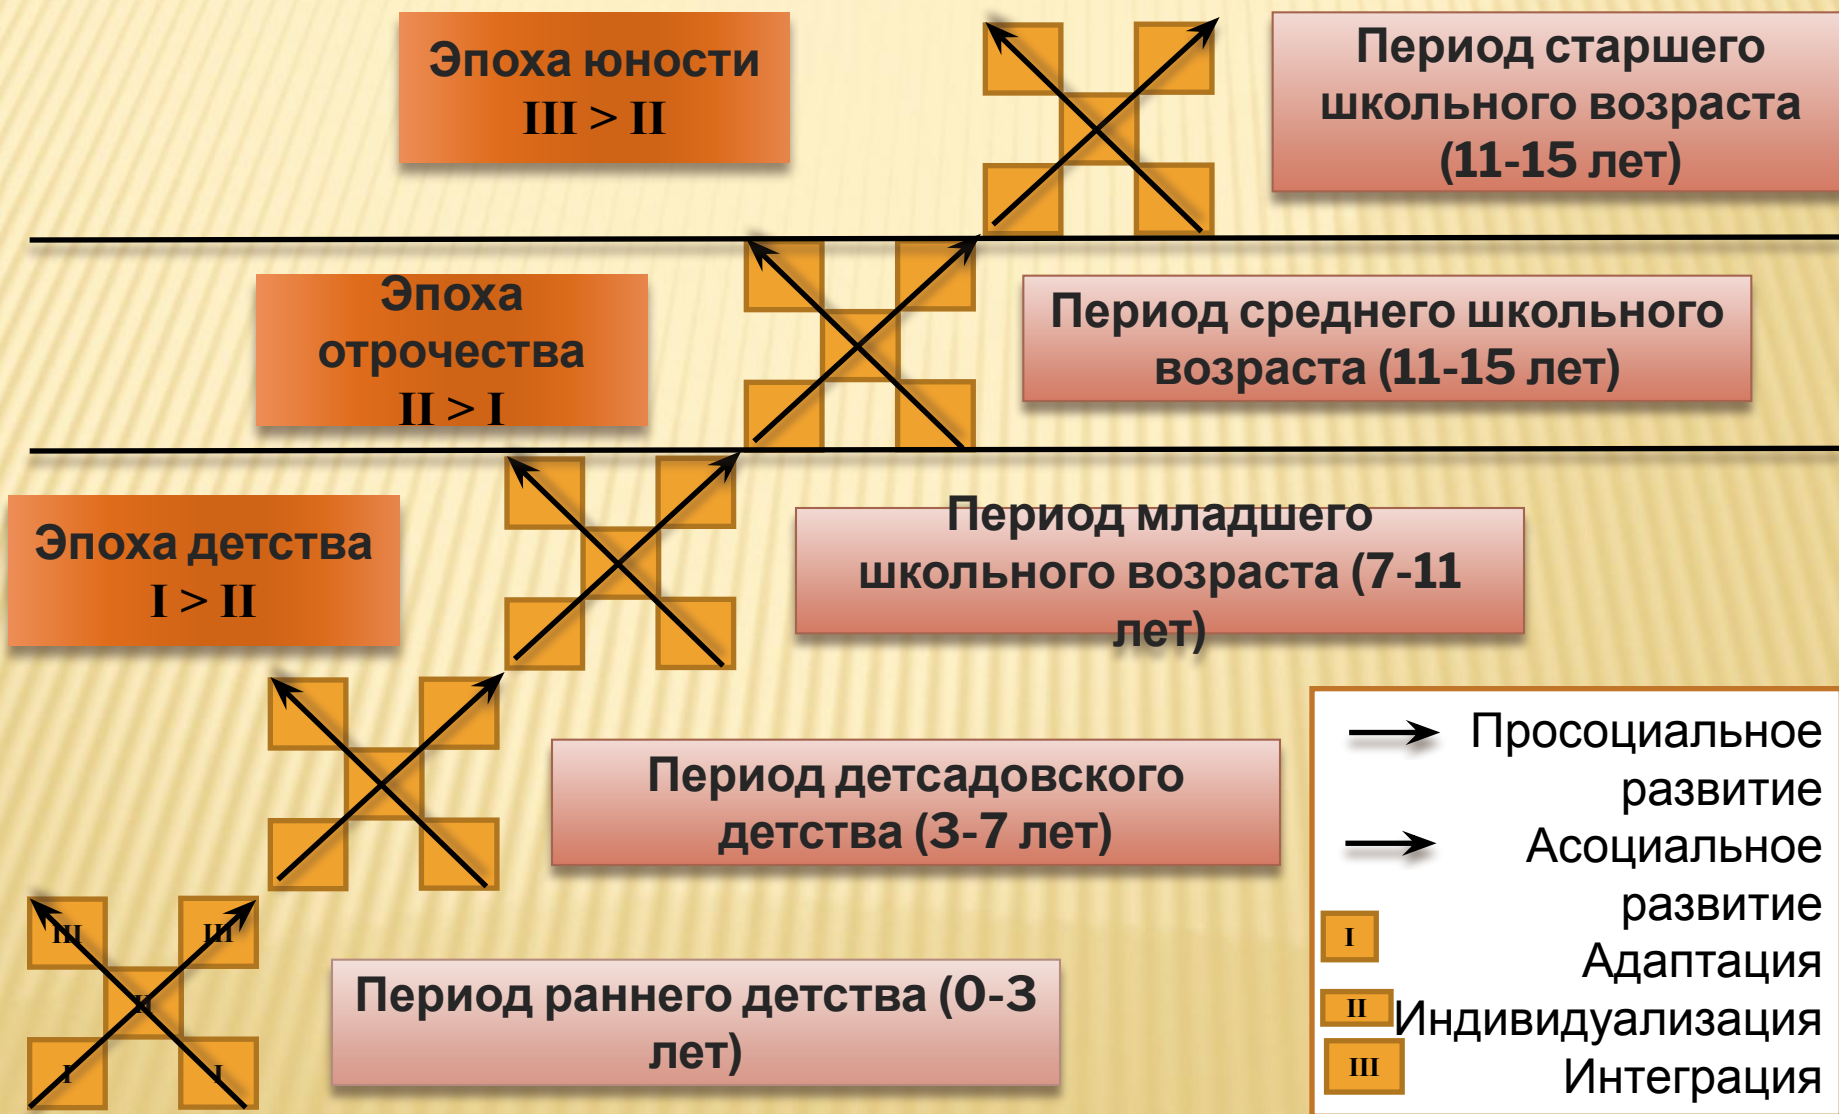 Эпоха юности
III > II
Период старшего
школьного возраста
(11-15 лет)
Эпоха
отрочества
II > I
Период среднего школьного
возраста (11-15 лет)
Эпоха детства
I > II
Период младшего
школьного возраста (7-11
лет)
Период детсадовского
детства (3-7 лет)
III
III
II
I
I
Период раннего детства (0-3
лет)
Просоциальное
развитие
Асоциальное
развитие
I
Адаптация
II
Индивидуализация
III
Интеграция